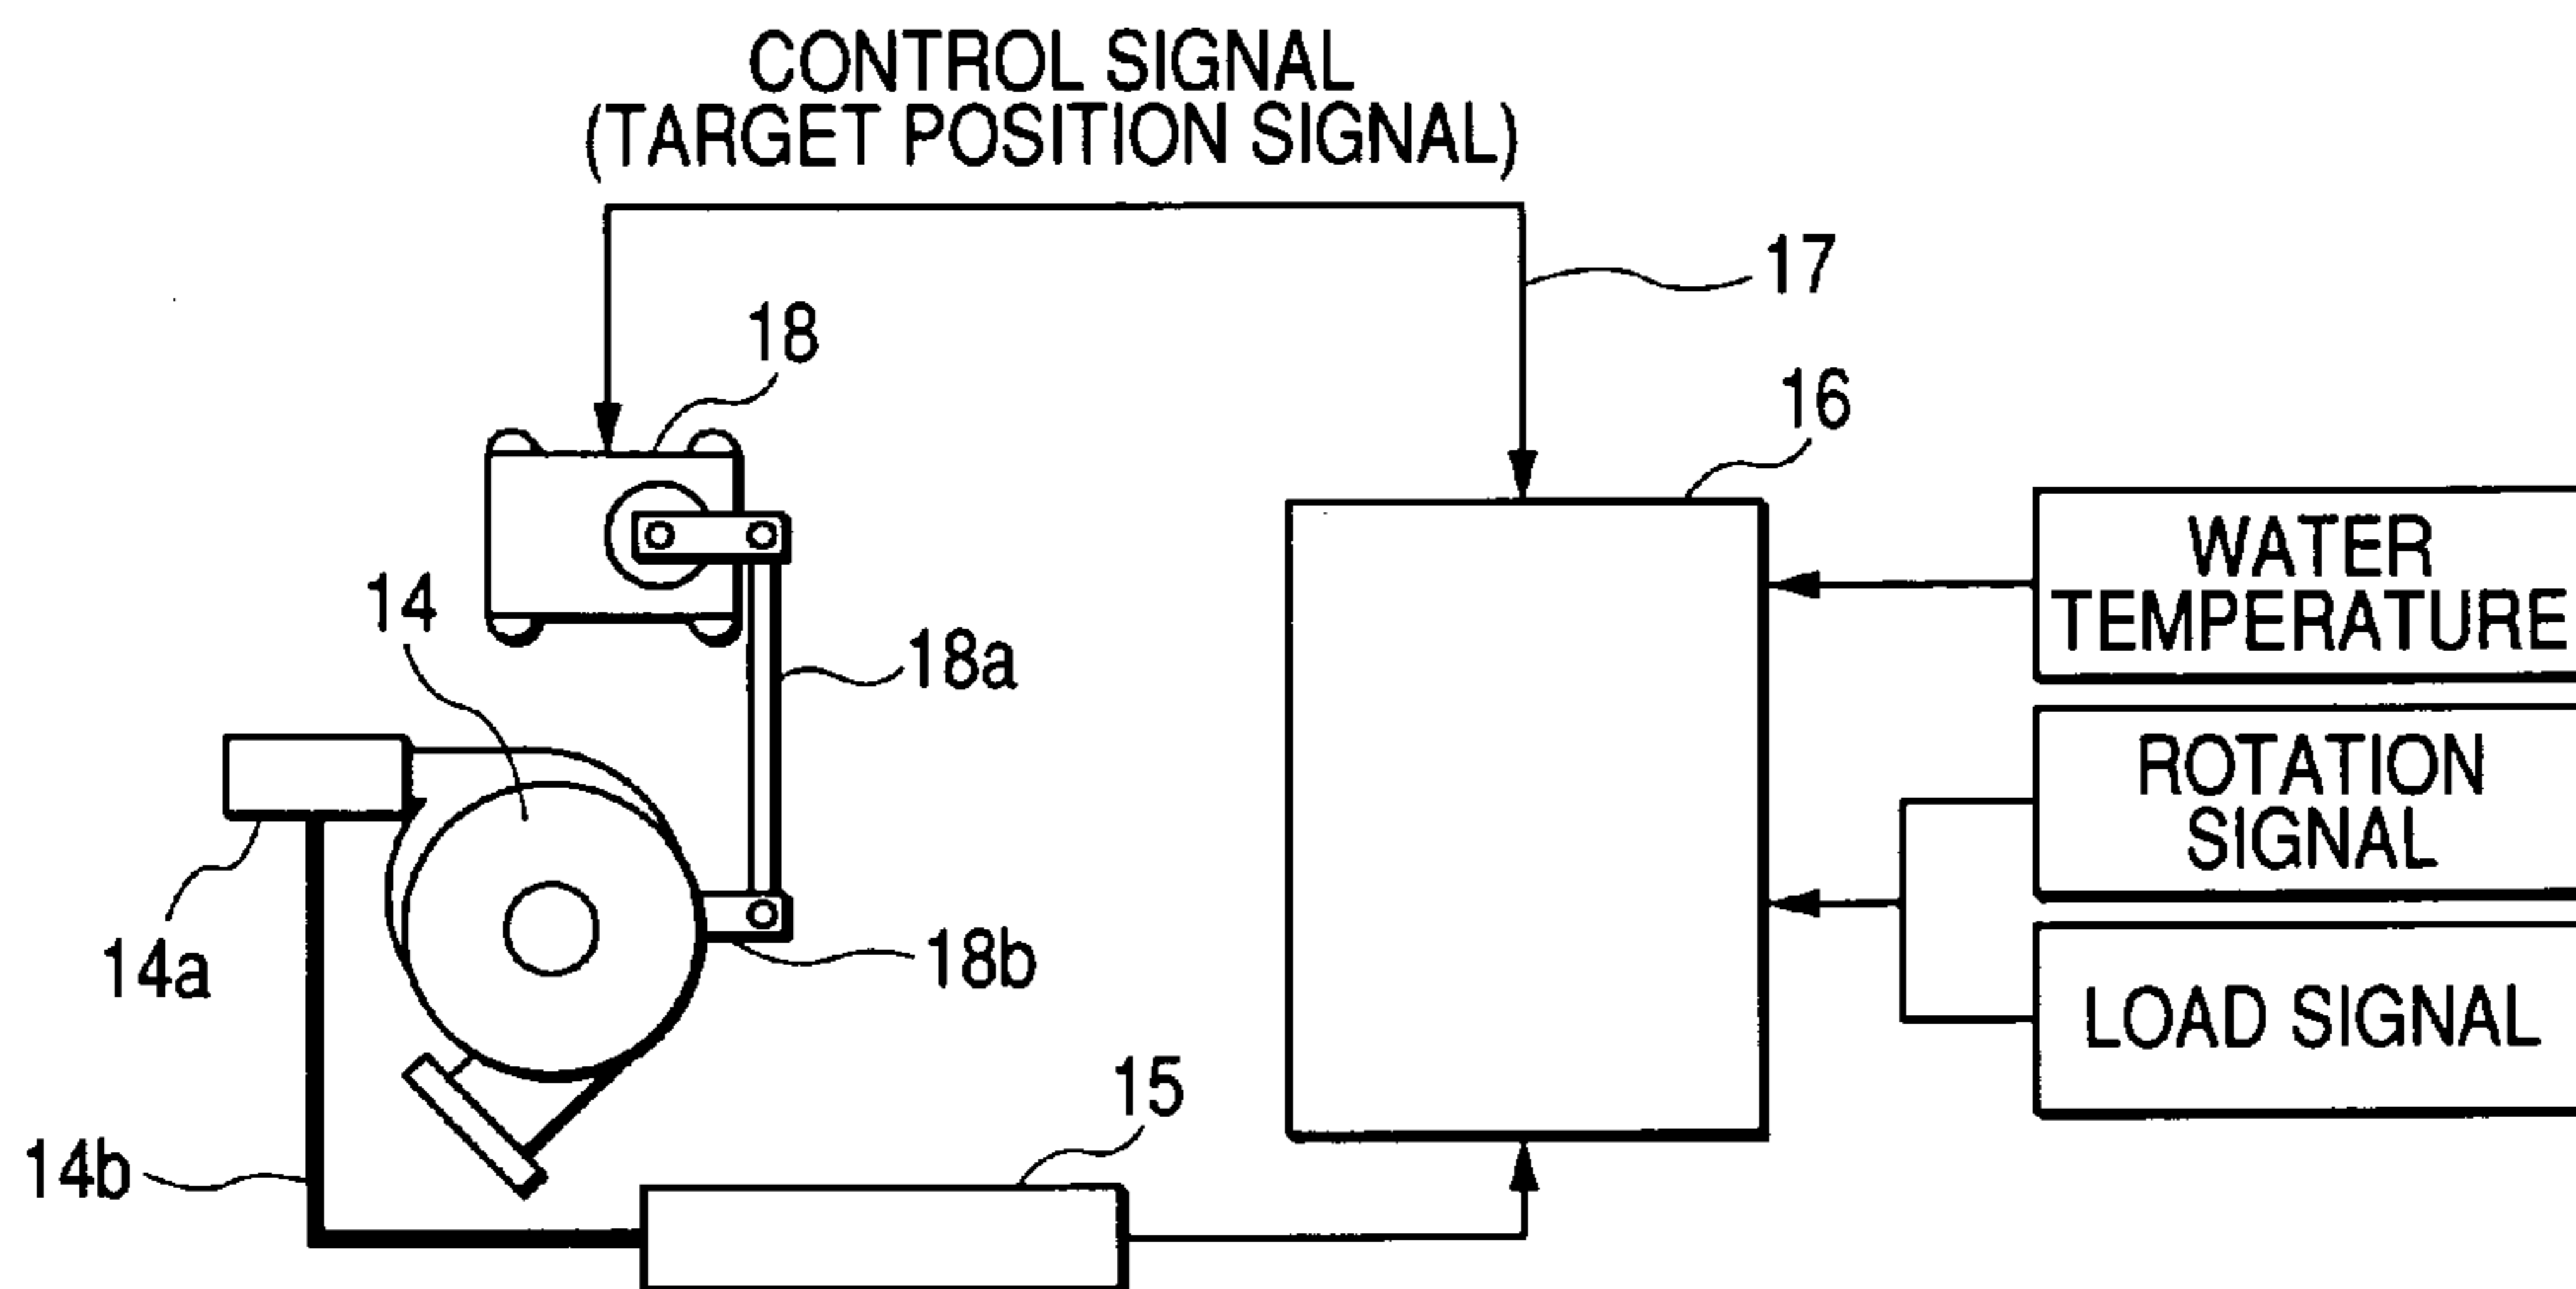 CONTROL SIGNAL
(TARGET POSITION SIGNAL)
17
18
16
WATER
TEMPERATURE
14
18a
ROTATION
SIGNAL
14a
18b
LOAD SIGNAL
15
14b